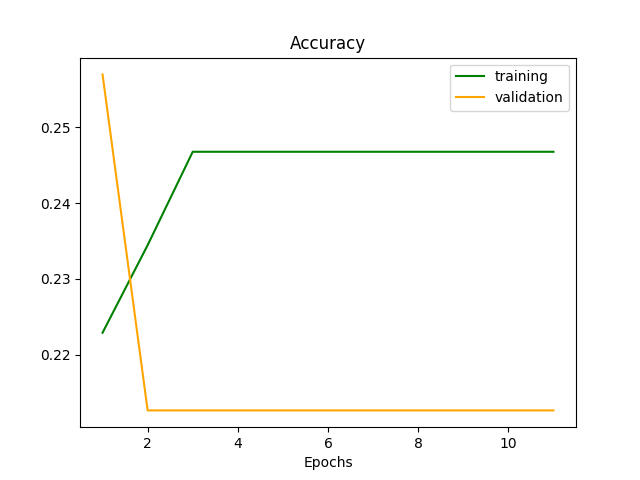 Accuracy
training
validation
0.25
0.24
0.23
0.22
2 4 6 8 10
Epochs